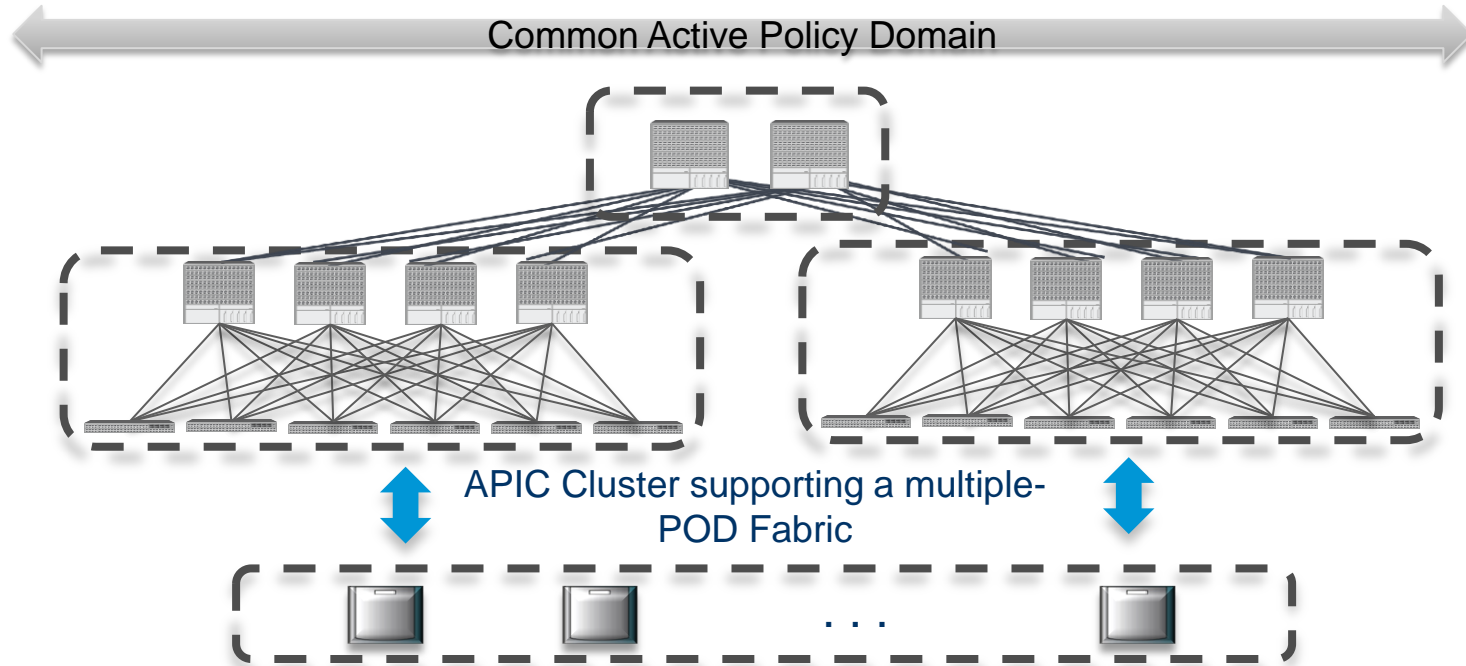 Common Active Policy Domain
APIC Cluster supporting a multiple-
POD Fabric
. . .